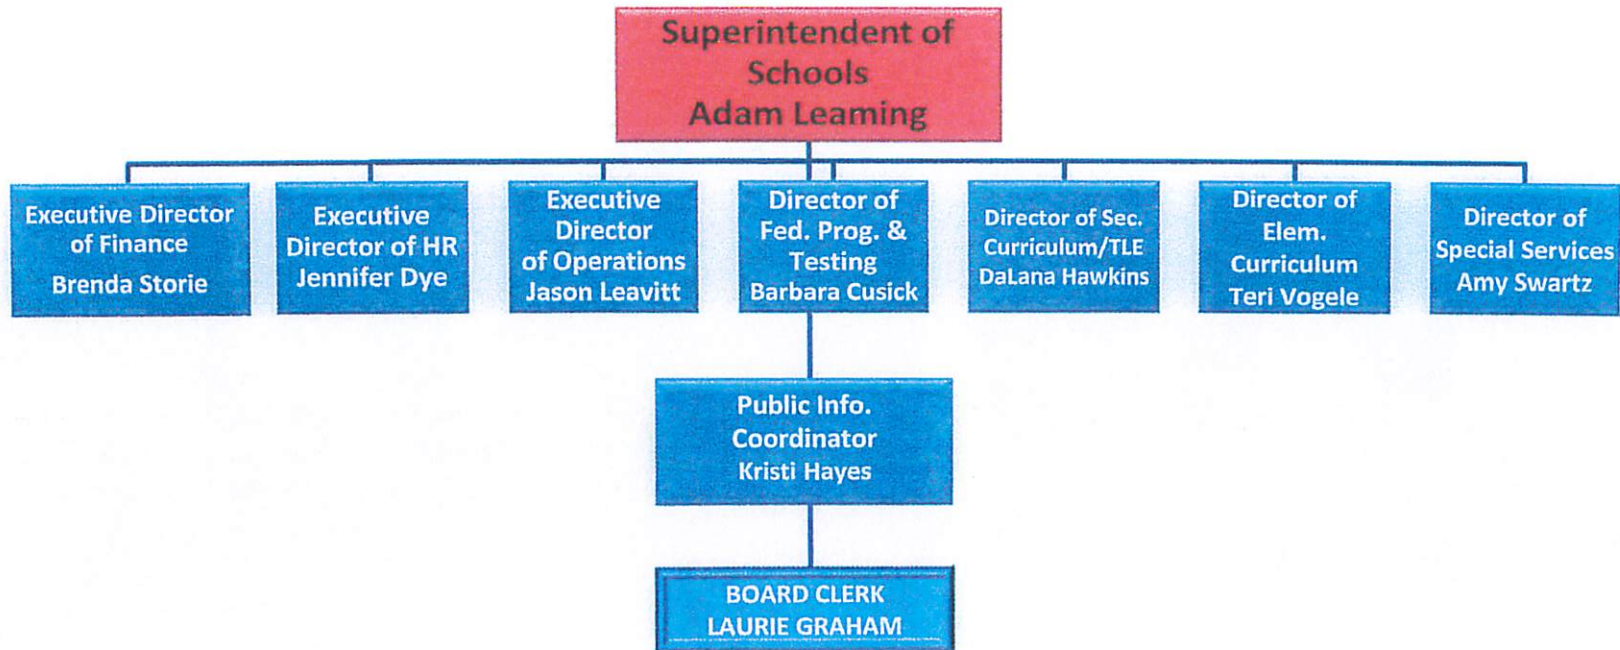 Superintendent of
Schools
Adam Leaming
Executive Director
of Finance
Brenda Storie
Executive
Director of HR
Jennifer Dye
Executive
Director
of Operations
Jason Leavitt
Director of
Fed. Prog. &
Testing
Barbara Cusick
Director of Sec.
Curriculum/TLE
DaLana Hawkins
Director of
Elem.
Curriculum
Teri Vogele
Director of
Special Services
Amy Swartz
Public Info.
Coordinator
Kristi Hayes
BOARD CLERK
LAURIE GRAHAM